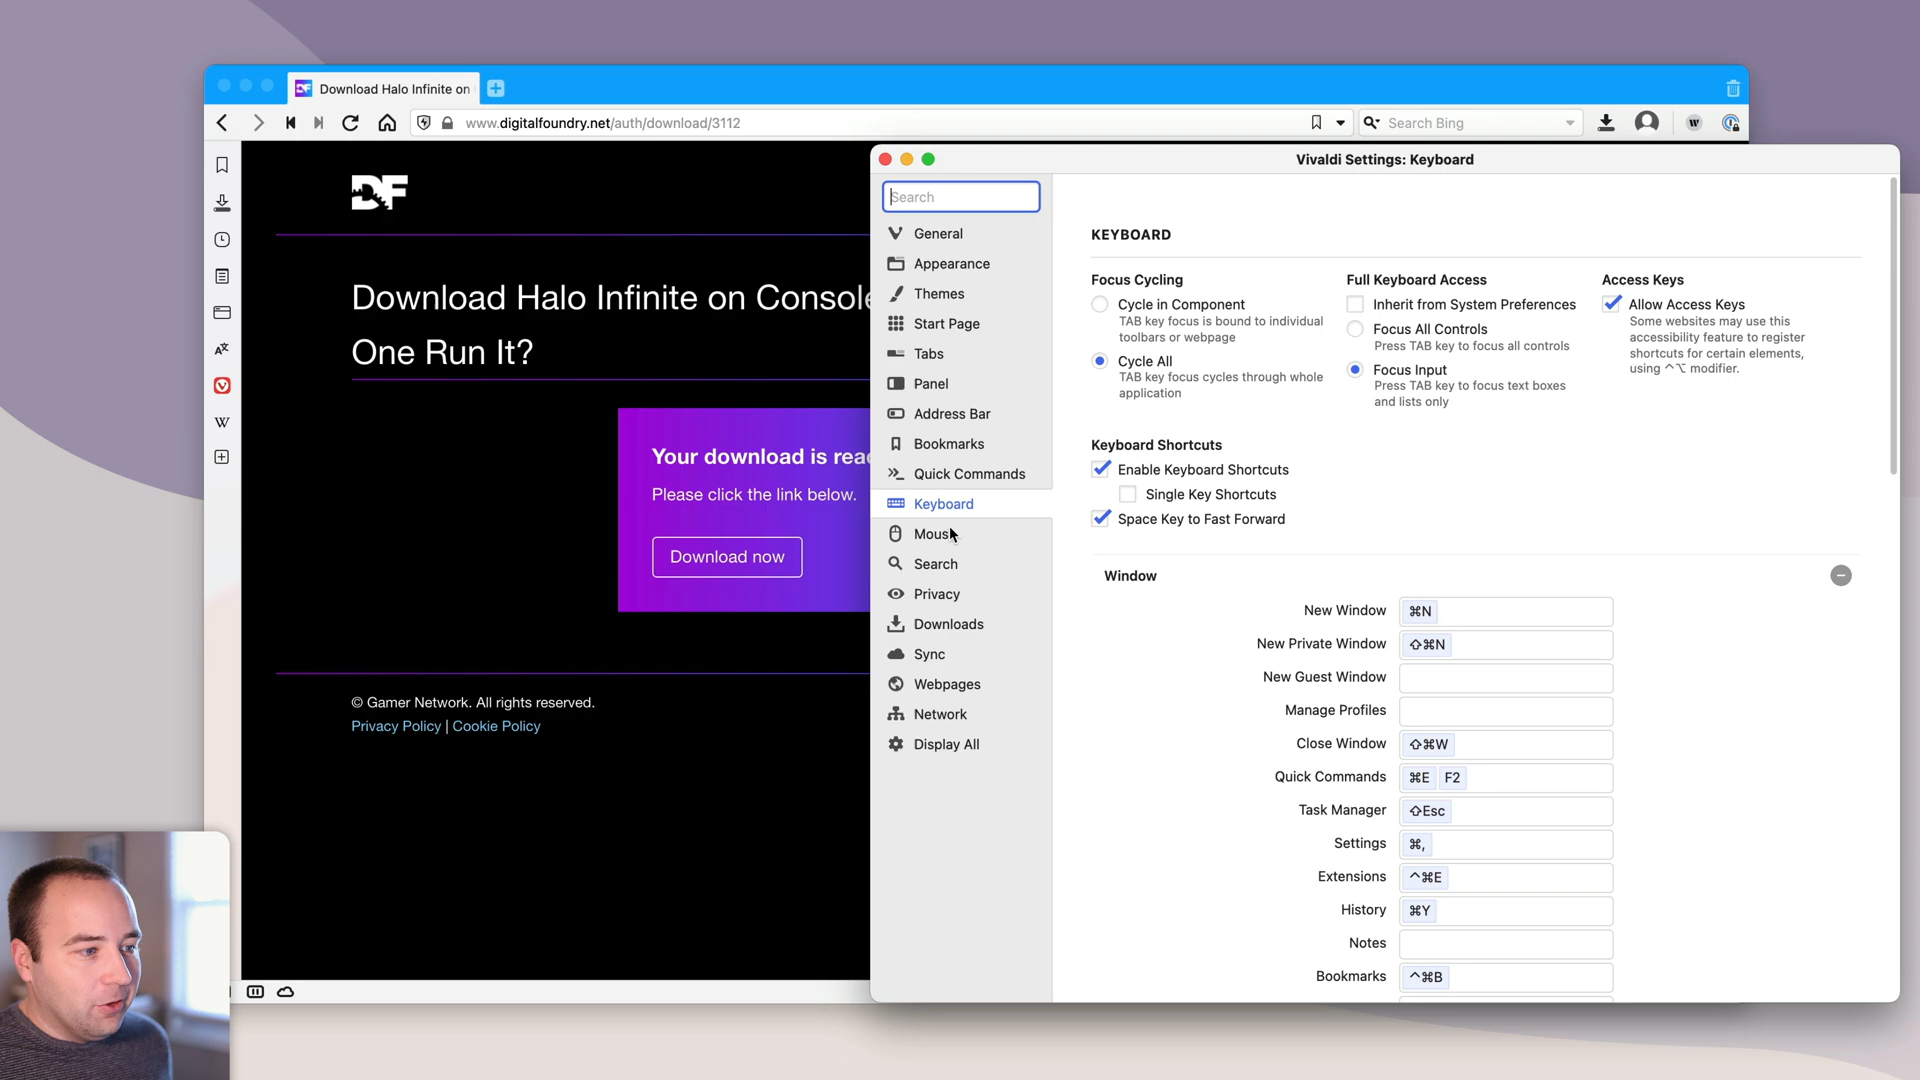 Download Halo Infinite on
www.digitalfoundry.net/auth/download/3112
Search Bing
DF
Download Halo Infinite on Console
One Run It?
Your download is rea
Please click the link below.
Download now
© Gamer Network. All rights reserved.
Privacy Policy | Cookie Policy
Vivaldi Settings: Keyboard
Search
General
Appearance
Themes
Start Page
Tabs
Panel
Address Bar
Bookmarks
Quick Commands
Keyboard
Mouse
Search
Privacy
Downloads
Sync
Webpages
Network
Display All
KEYBOARD
Focus Cycling
Cycle in Component
TAB key focus is bound to individual
toolbars or webpage
Cycle All
TAB key focus cycles through whole
application
Full Keyboard Access
Inherit from System Preferences
Focus All Controls
Press TAB key to focus all controls
Focus Input
Press TAB key to focus text boxes
and lists only
Access Keys
Allow Access Keys
Some websites may use this
accessibility feature to register
shortcuts for certain elements,
using ⌃⌥ modifier.
Keyboard Shortcuts
Enable Keyboard Shortcuts
Single Key Shortcuts
Space Key to Fast Forward
Window
New Window ⌘N
New Private Window ⇧⌘N
New Guest Window
Manage Profiles
Close Window ⇧⌘W
Quick Commands ⌘E F2
Task Manager ⇧Esc
Settings ⌘,
Extensions ⌃⌘E
History ⌘Y
Notes
Bookmarks ⌃⌘B